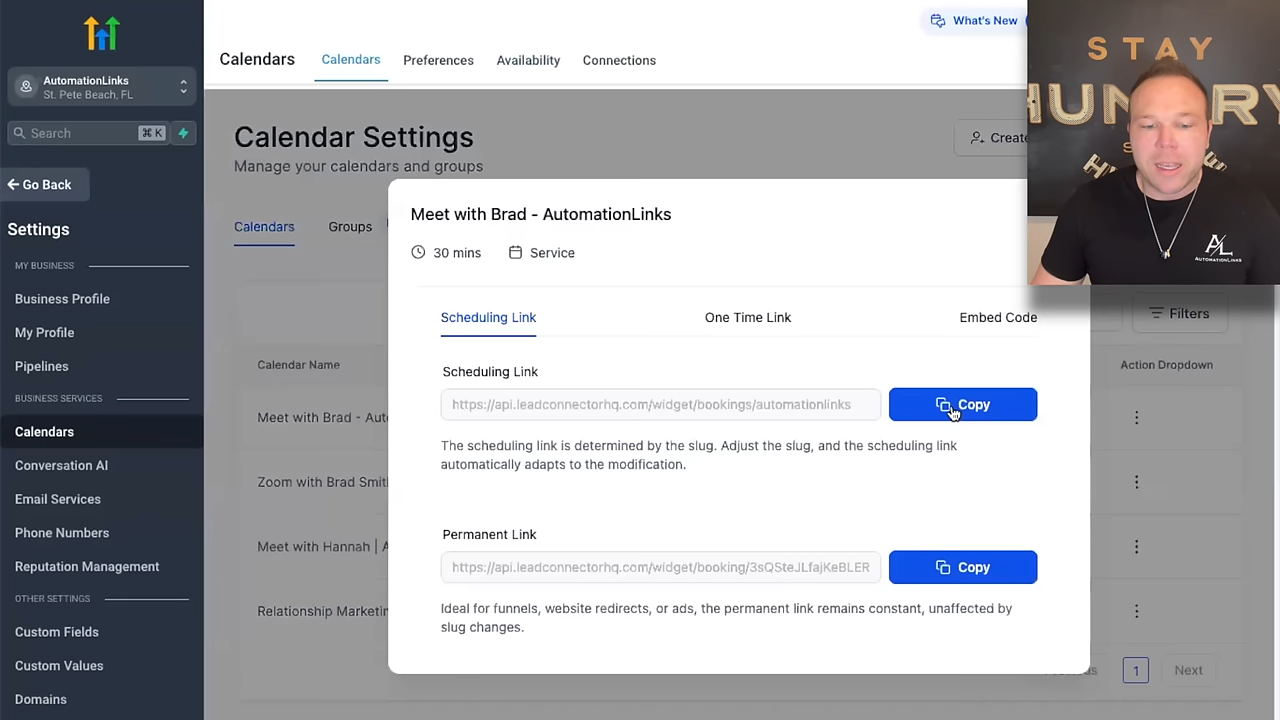 What's New
STAY
HUNGRY
AL
AUTOMATIONLINKS
AutomationLinks
St. Pete Beach, FL
Search
⌘ K
Go Back
Settings
MY BUSINESS
Business Profile
My Profile
Pipelines
BUSINESS SERVICES
Calendars
Conversation AI
Email Services
Phone Numbers
Reputation Management
OTHER SETTINGS
Custom Fields
Custom Values
Domains
Calendars
Calendars Preferences Availability Connections
Calendar Settings
Manage your calendars and groups
Create
Calendars Groups
Filters
Calendar Name
Action Dropdown
Meet with Brad - Aut
Zoom with Brad Smit
Meet with Hannah | A
Relationship Marketin
1 Next
Meet with Brad - AutomationLinks
30 mins Service
Scheduling Link One Time Link Embed Code
Scheduling Link
https://api.leadconnectorhq.com/widget/bookings/automationlinks
Copy
The scheduling link is determined by the slug. Adjust the slug, and the scheduling link
automatically adapts to the modification.
Permanent Link
https://api.leadconnectorhq.com/widget/booking/3sQSteJLfajKeBLER
Copy
Ideal for funnels, website redirects, or ads, the permanent link remains constant, unaffected by
slug changes.